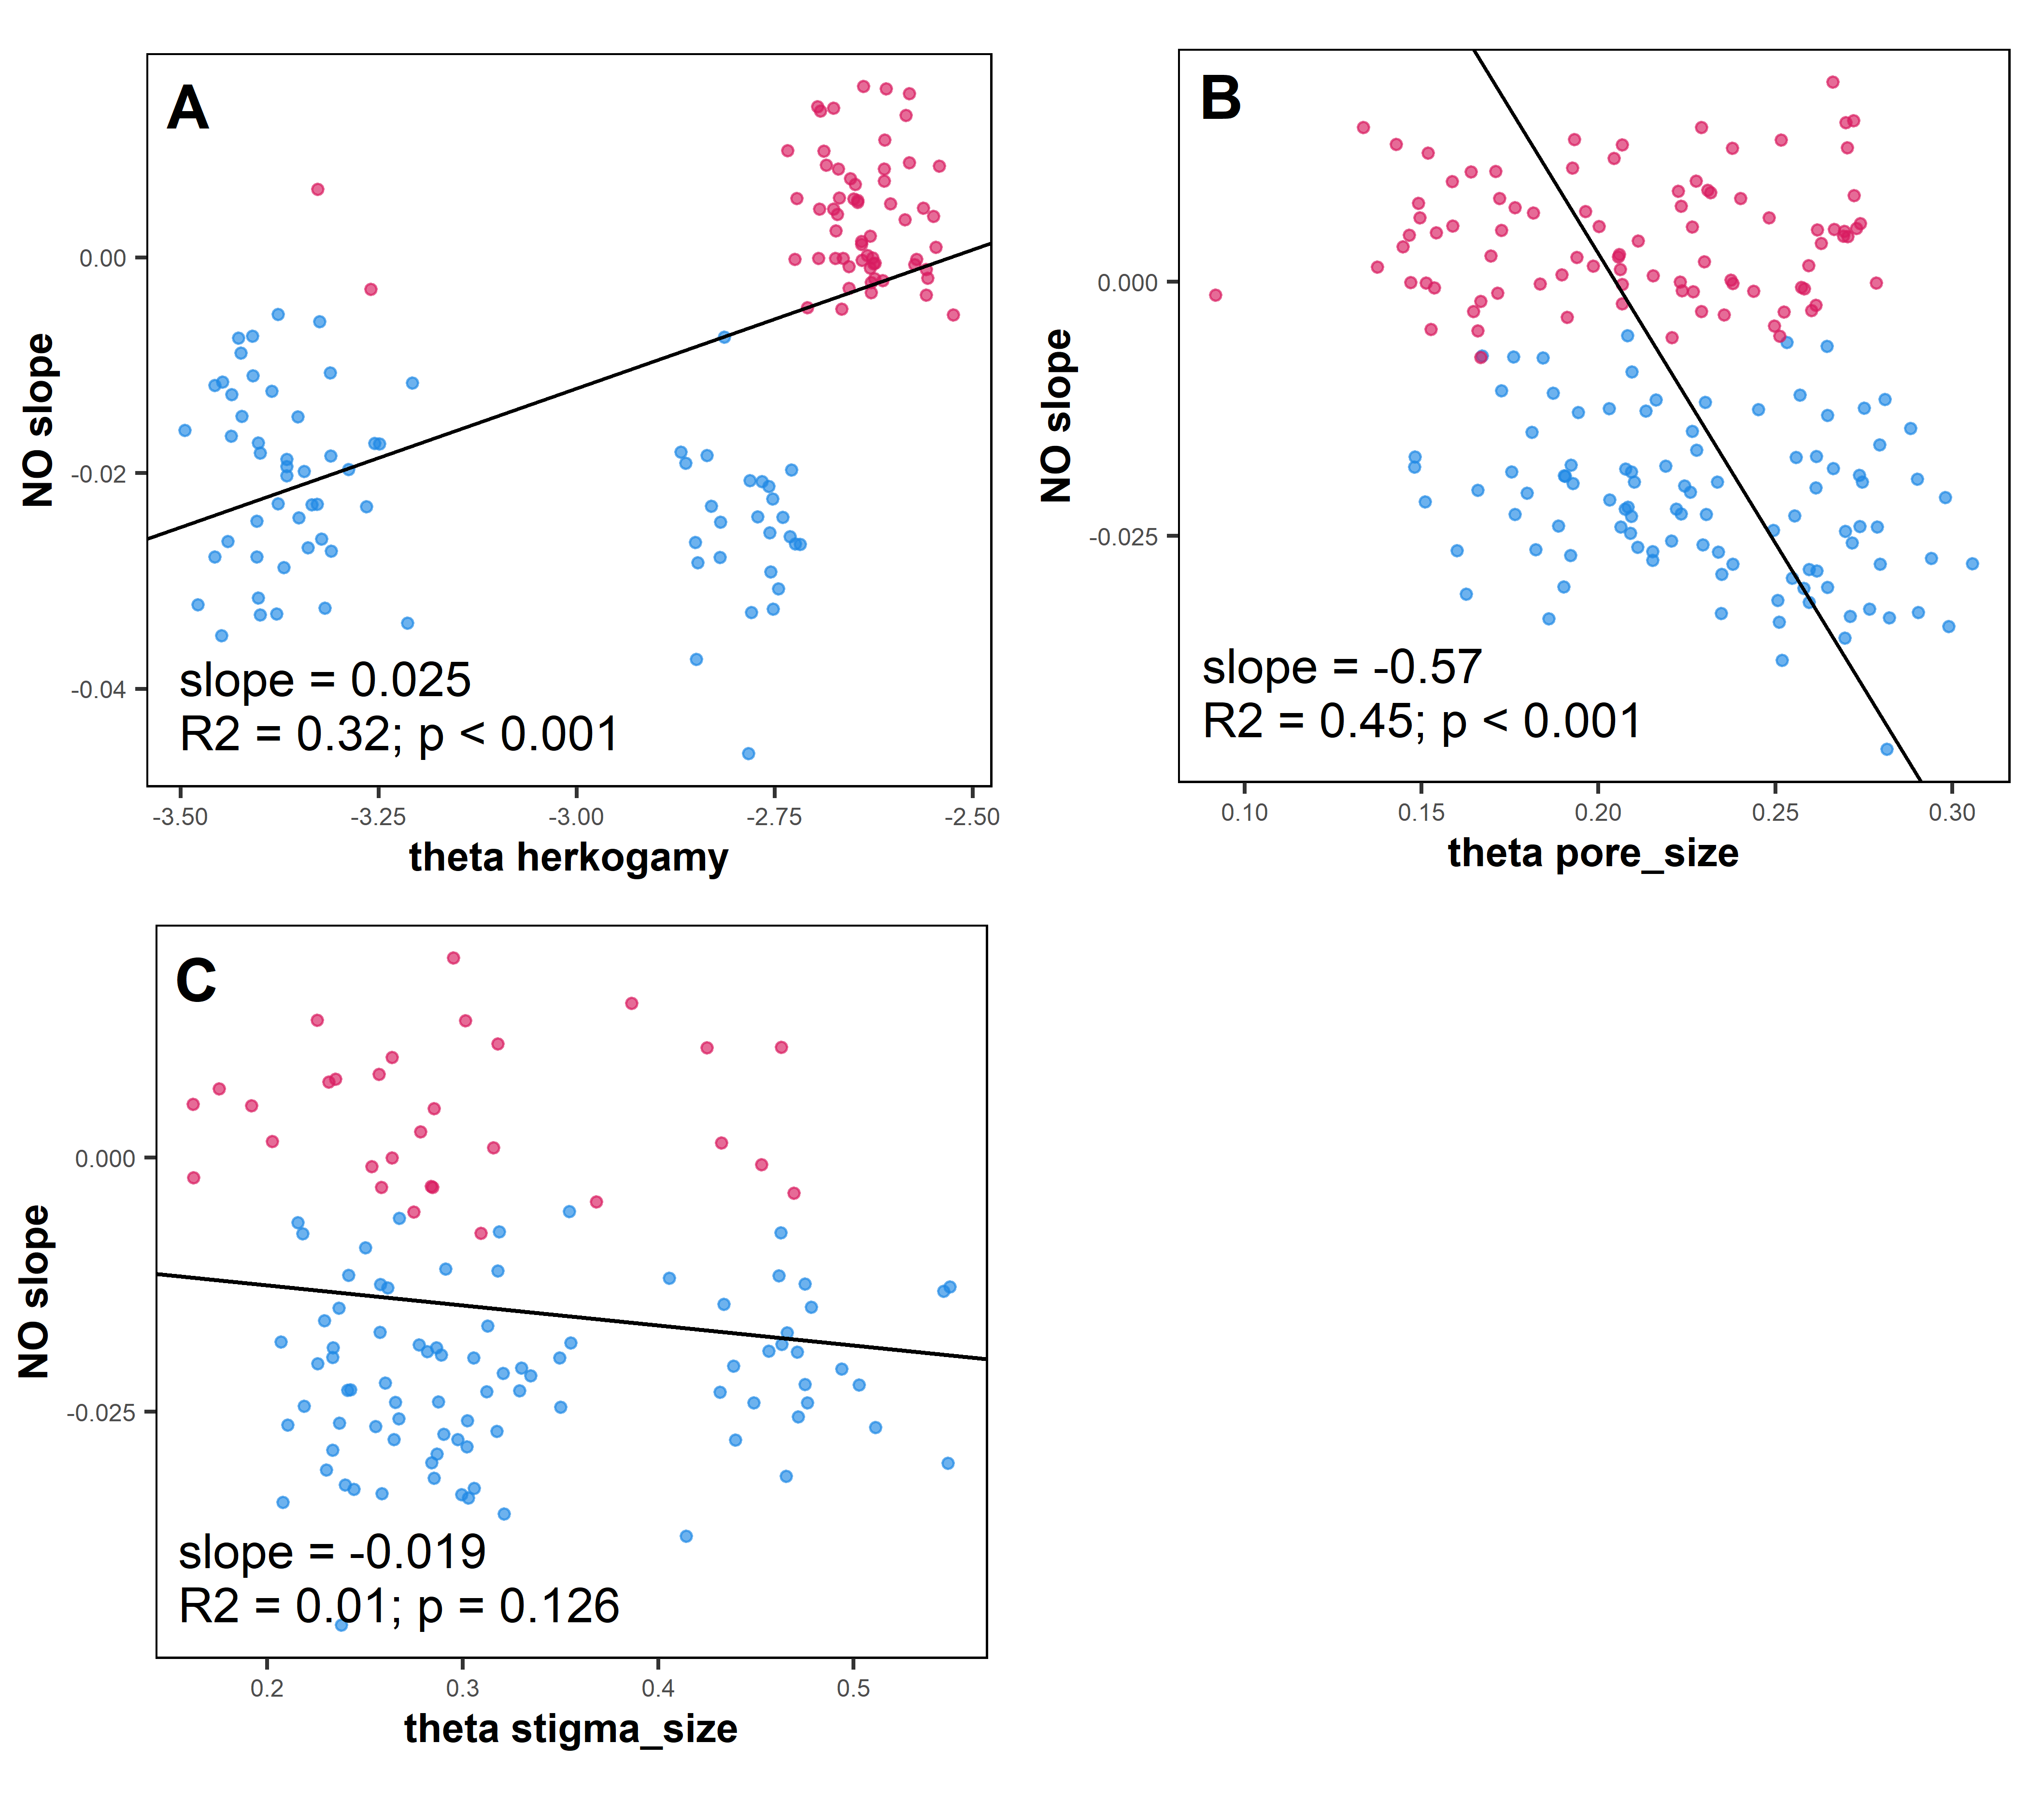 A
NO slope
0.00
-0.02
-0.04
slope = 0.025
R2 = 0.32; p < 0.001
-3.50 -3.25 -3.00 -2.75 -2.50
theta herkogamy
B
NO slope
0.000
-0.025
slope = -0.57
R2 = 0.45; p < 0.001
0.10 0.15 0.20 0.25 0.30
theta pore_size
C
NO slope
0.000
-0.025
slope = -0.019
R2 = 0.01; p = 0.126
0.2 0.3 0.4 0.5
theta stigma_size